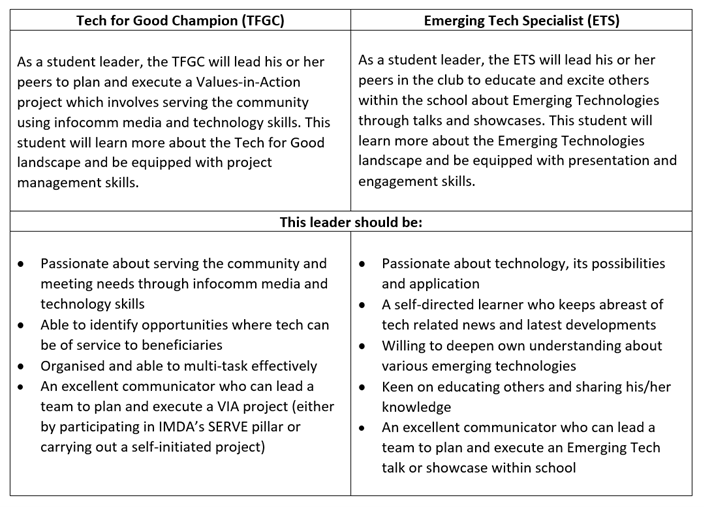 Tech for Good Champion (TFGC)
Emerging Tech Specialist (ETS)
As a student leader, the TFGC will lead his or her
peers to plan and execute a Values-in-Action
project which involves serving the community
using infocomm media and technology skills. This
student will learn more about the Tech for Good
landscape and be equipped with project
management skills.
As a student leader, the ETS will lead his or her
peers in the club to educate and excite others
within the school about Emerging Technologies
through talks and showcases. This student will
learn more about the Emerging Technologies
landscape and be equipped with presentation and
engagement skills.
This leader should be:
• Passionate about serving the community and
meeting needs through infocomm media and
technology skills
• Able to identify opportunities where tech can
be of service to beneficiaries
• Organised and able to multi-task effectively
• An excellent communicator who can lead a
team to plan and execute a VIA project (either
by participating in IMDA's SERVE pillar or
carrying out a self-initiated project)
• Passionate about technology, its possibilities
and application
• A self-directed learner who keeps abreast of
tech related news and latest developments
• Willing to deepen own understanding about
various emerging technologies
• Keen on educating others and sharing his/her
knowledge
• An excellent communicator who can lead a
team to plan and execute an Emerging Tech
talk or showcase within school